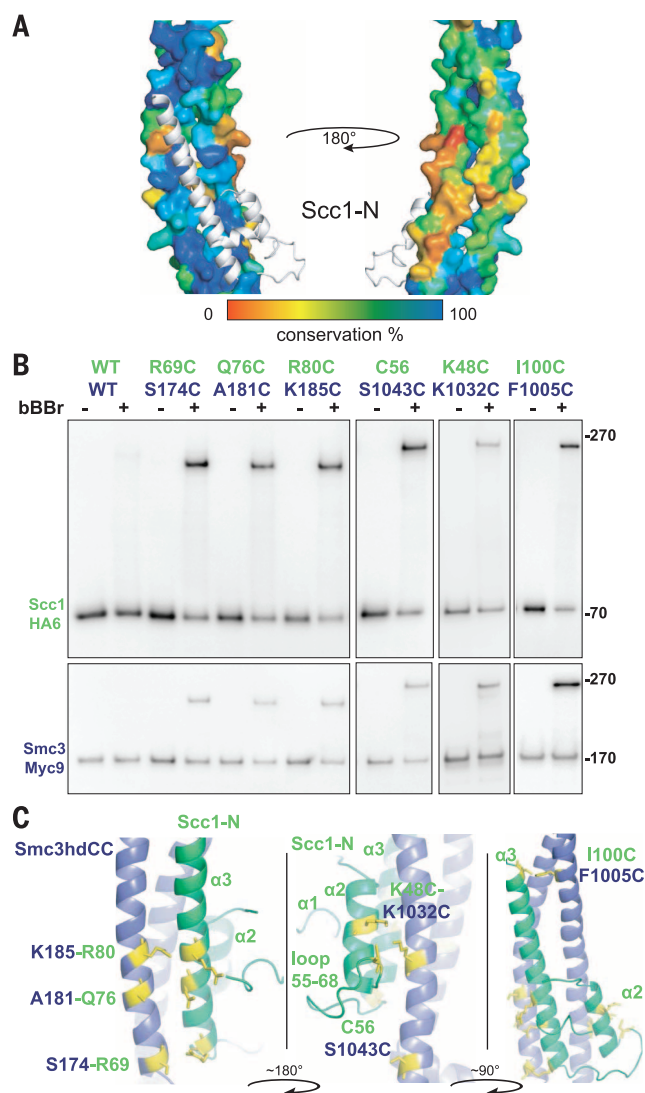 A
180°
Scc1-N
0 100
conservation %
B
WT R69C Q76C R80C C56 K48C I100C
WT S174C A181C K185C S1043C K1032C F1005C
bBBr - + - + - + - + - + - + - +
-270
Scc1
HA6
-70
-270
Smc3
Myc9
-170
C
Smc3hdCC
Scc1-N
α3
α2
K185-R80
A181-Q76
S174-R69
~180°
Scc1-N
α3
α2
α1
K48C-
K1032C
loop
55-68
C56
S1043C
~90°
α3
I100C
F1005C
α2